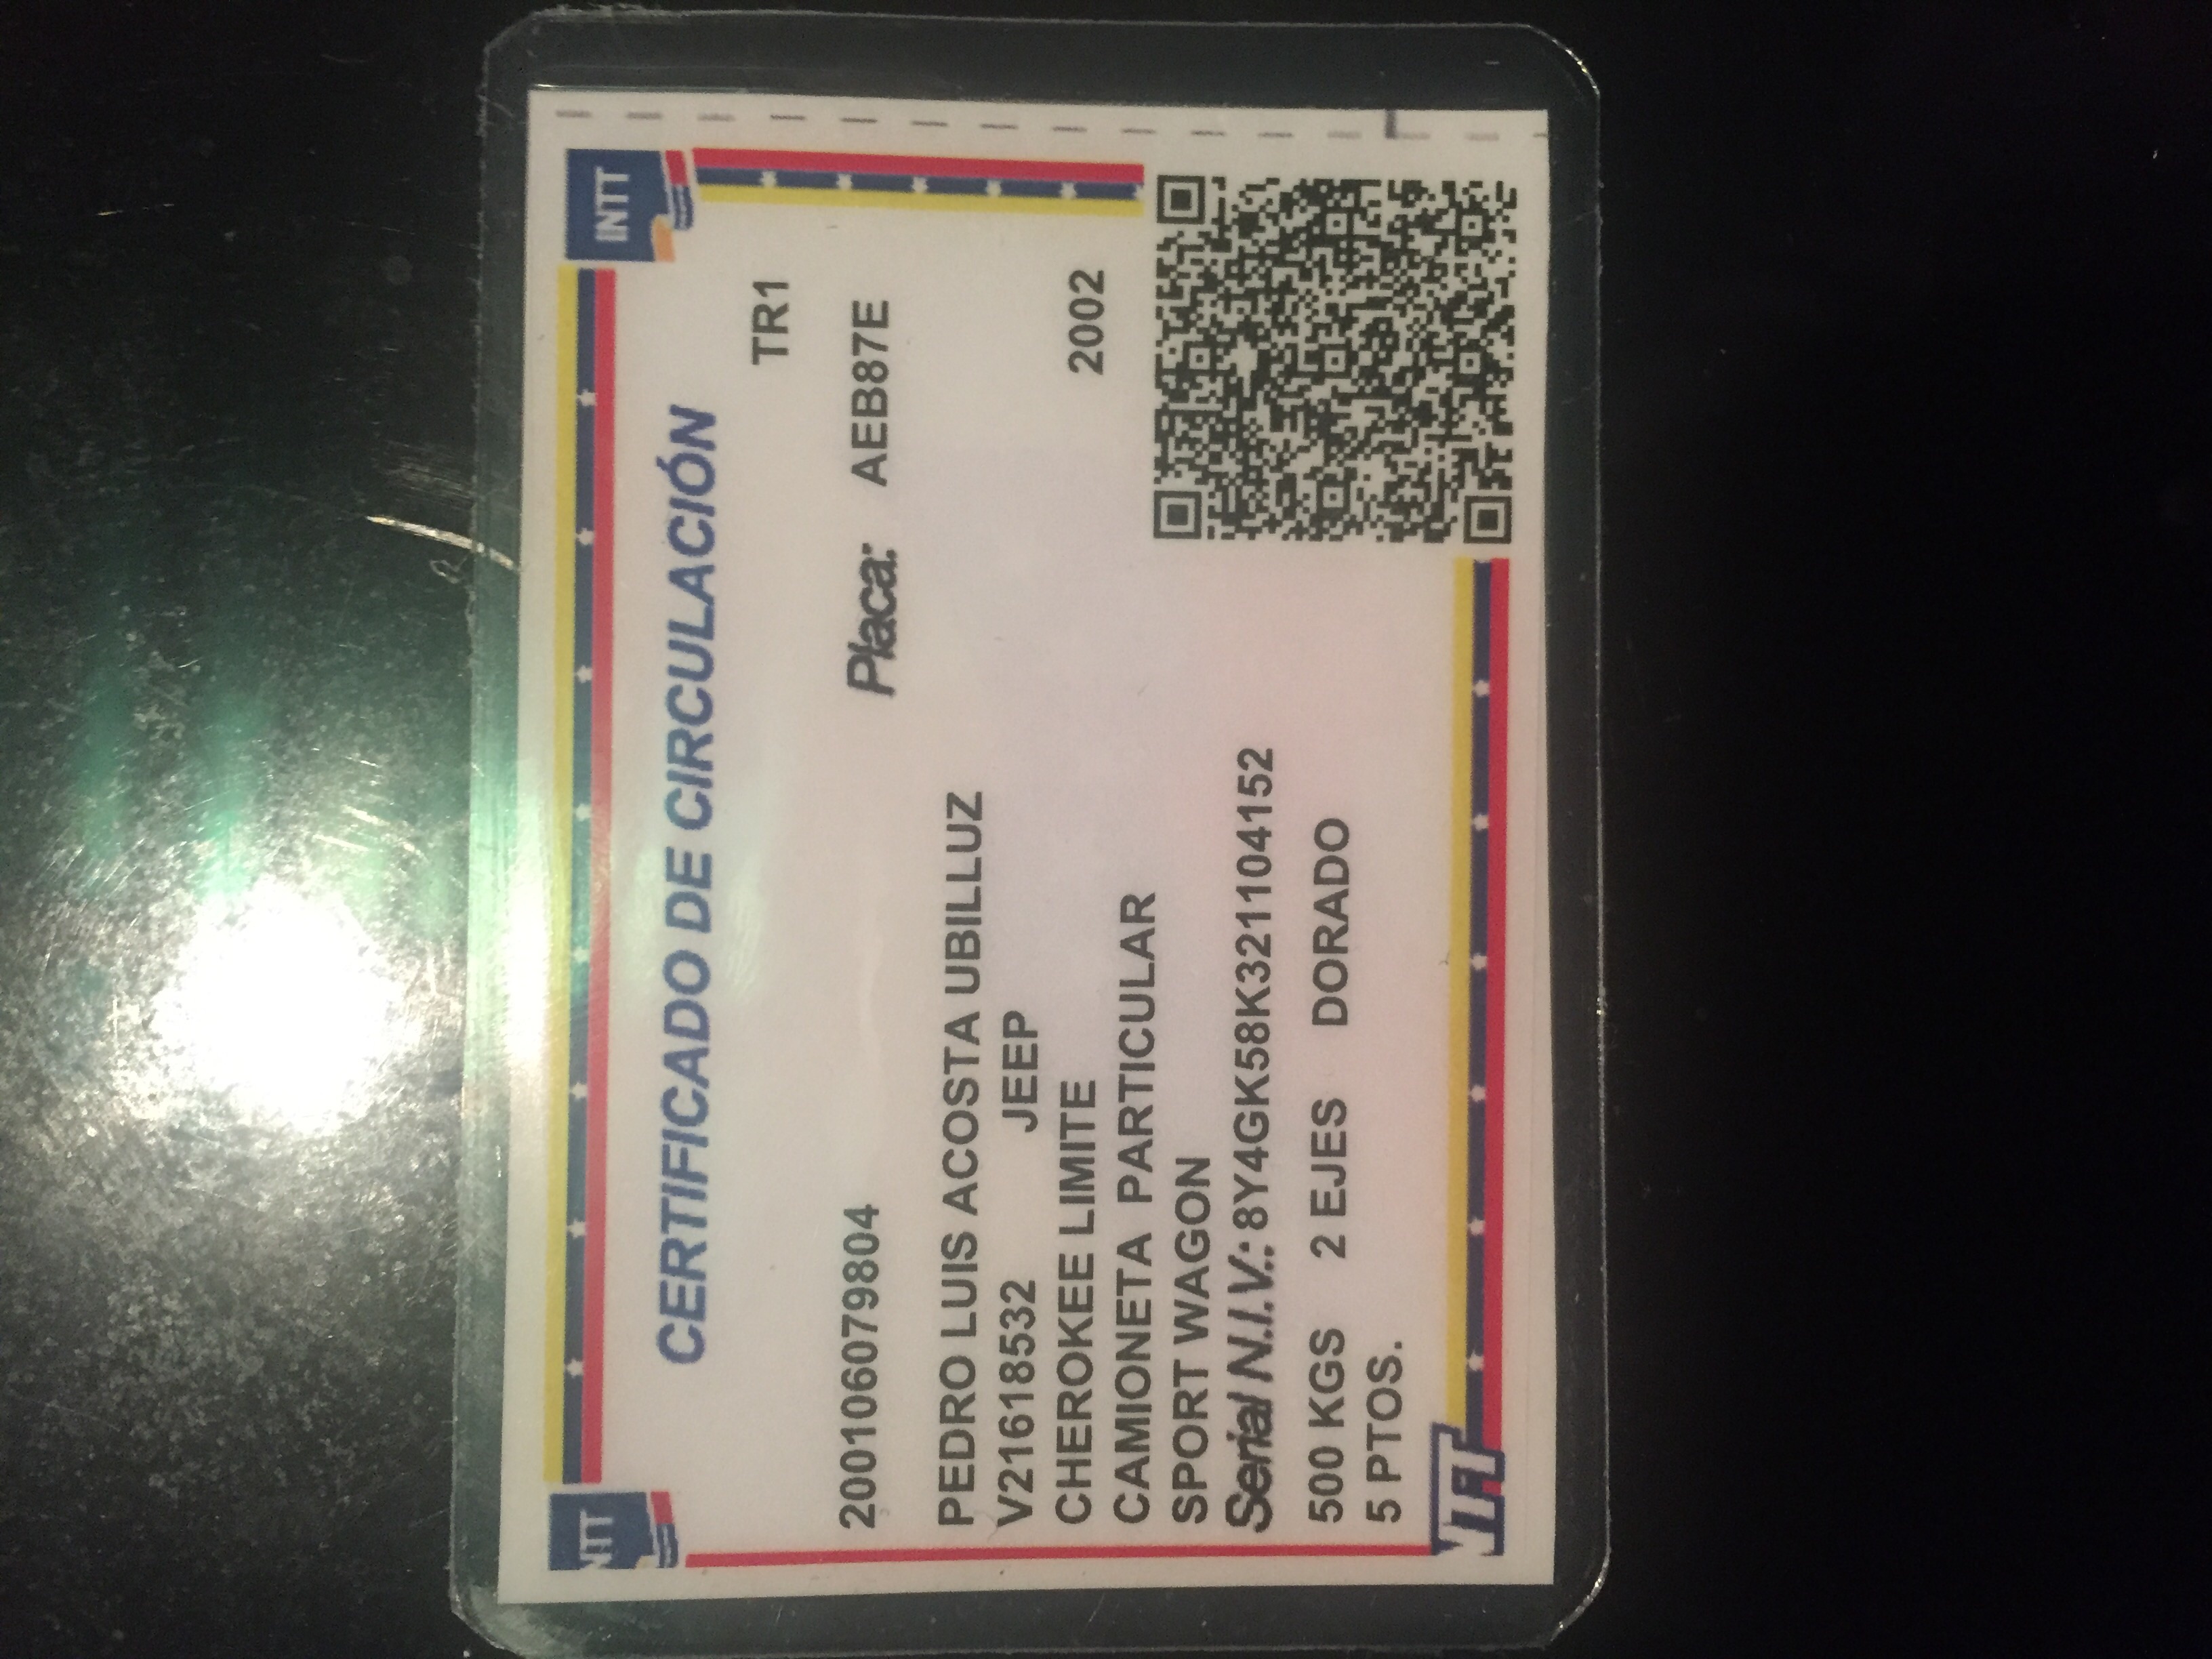 NTT
INTT
CERTIFICADO DE CIRCULACIÓN
TR1
200106079804 Placa: AEB87E
PEDRO LUIS ACOSTA UBILLUZ
V21618532 JEEP
CHEROKEE LIMITE 2002
CAMIONETA PARTICULAR
SPORT WAGON
Serial N.I.V.: 8Y4GK58K321104152
500 KGS 2 EJES DORADO
5 PTOS.
NTT